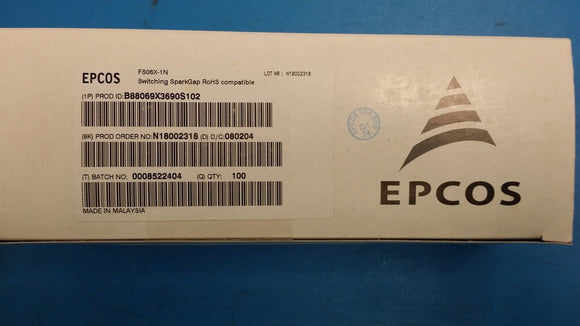 EPCOS
FS06X-1N
Switching SparkGap RoHS compatible
LOT NR : N18002318
(1P) PROD ID:B88069X3690S102
(9K) PROD ORDER NO:N18002318 (D) D/C:080204
(T) BATCH NO: 0008522404 (Q) QTY: 100
MADE IN MALAYSIA
EPCOS